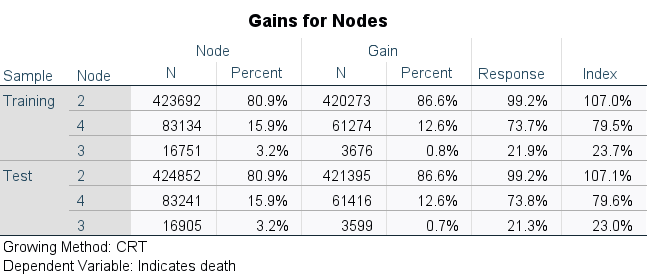 Gains for Nodes
Node Gain
Sample Node N Percent N Percent Response Index
Training 2 423692 80.9% 420273 86.6% 99.2% 107.0%
4 83134 15.9% 61274 12.6% 73.7% 79.5%
3 16751 3.2% 3676 0.8% 21.9% 23.7%
Test 2 424852 80.9% 421395 86.6% 99.2% 107.1%
4 83241 15.9% 61416 12.6% 73.8% 79.6%
3 16905 3.2% 3599 0.7% 21.3% 23.0%
Growing Method: CRT
Dependent Variable: Indicates death